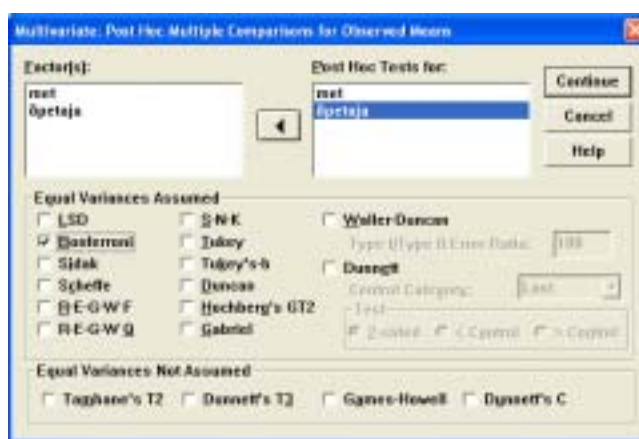 Multivariate: Post Hoc Multiple Comparisons for Observed Means
Factor(s):
met
õpetaja
Post Hoc Tests for:
met
õpetaja
Continue
Cancel
Help
Equal Variances Assumed
LSD
Bonferroni
Sidak
Scheffe
R-E-G-W F
R-E-G-W Q
S-N-K
Tukey
Tukey's-b
Duncan
Hochberg's GT2
Gabriel
Waller-Duncan
Type I/Type II Error Ratio: 100
Dunnett
Control Category: Last
Test
2-sided < Control > Control
Equal Variances Not Assumed
Tamhane's T2 Dunnett's T3 Games-Howell Dunnett's C